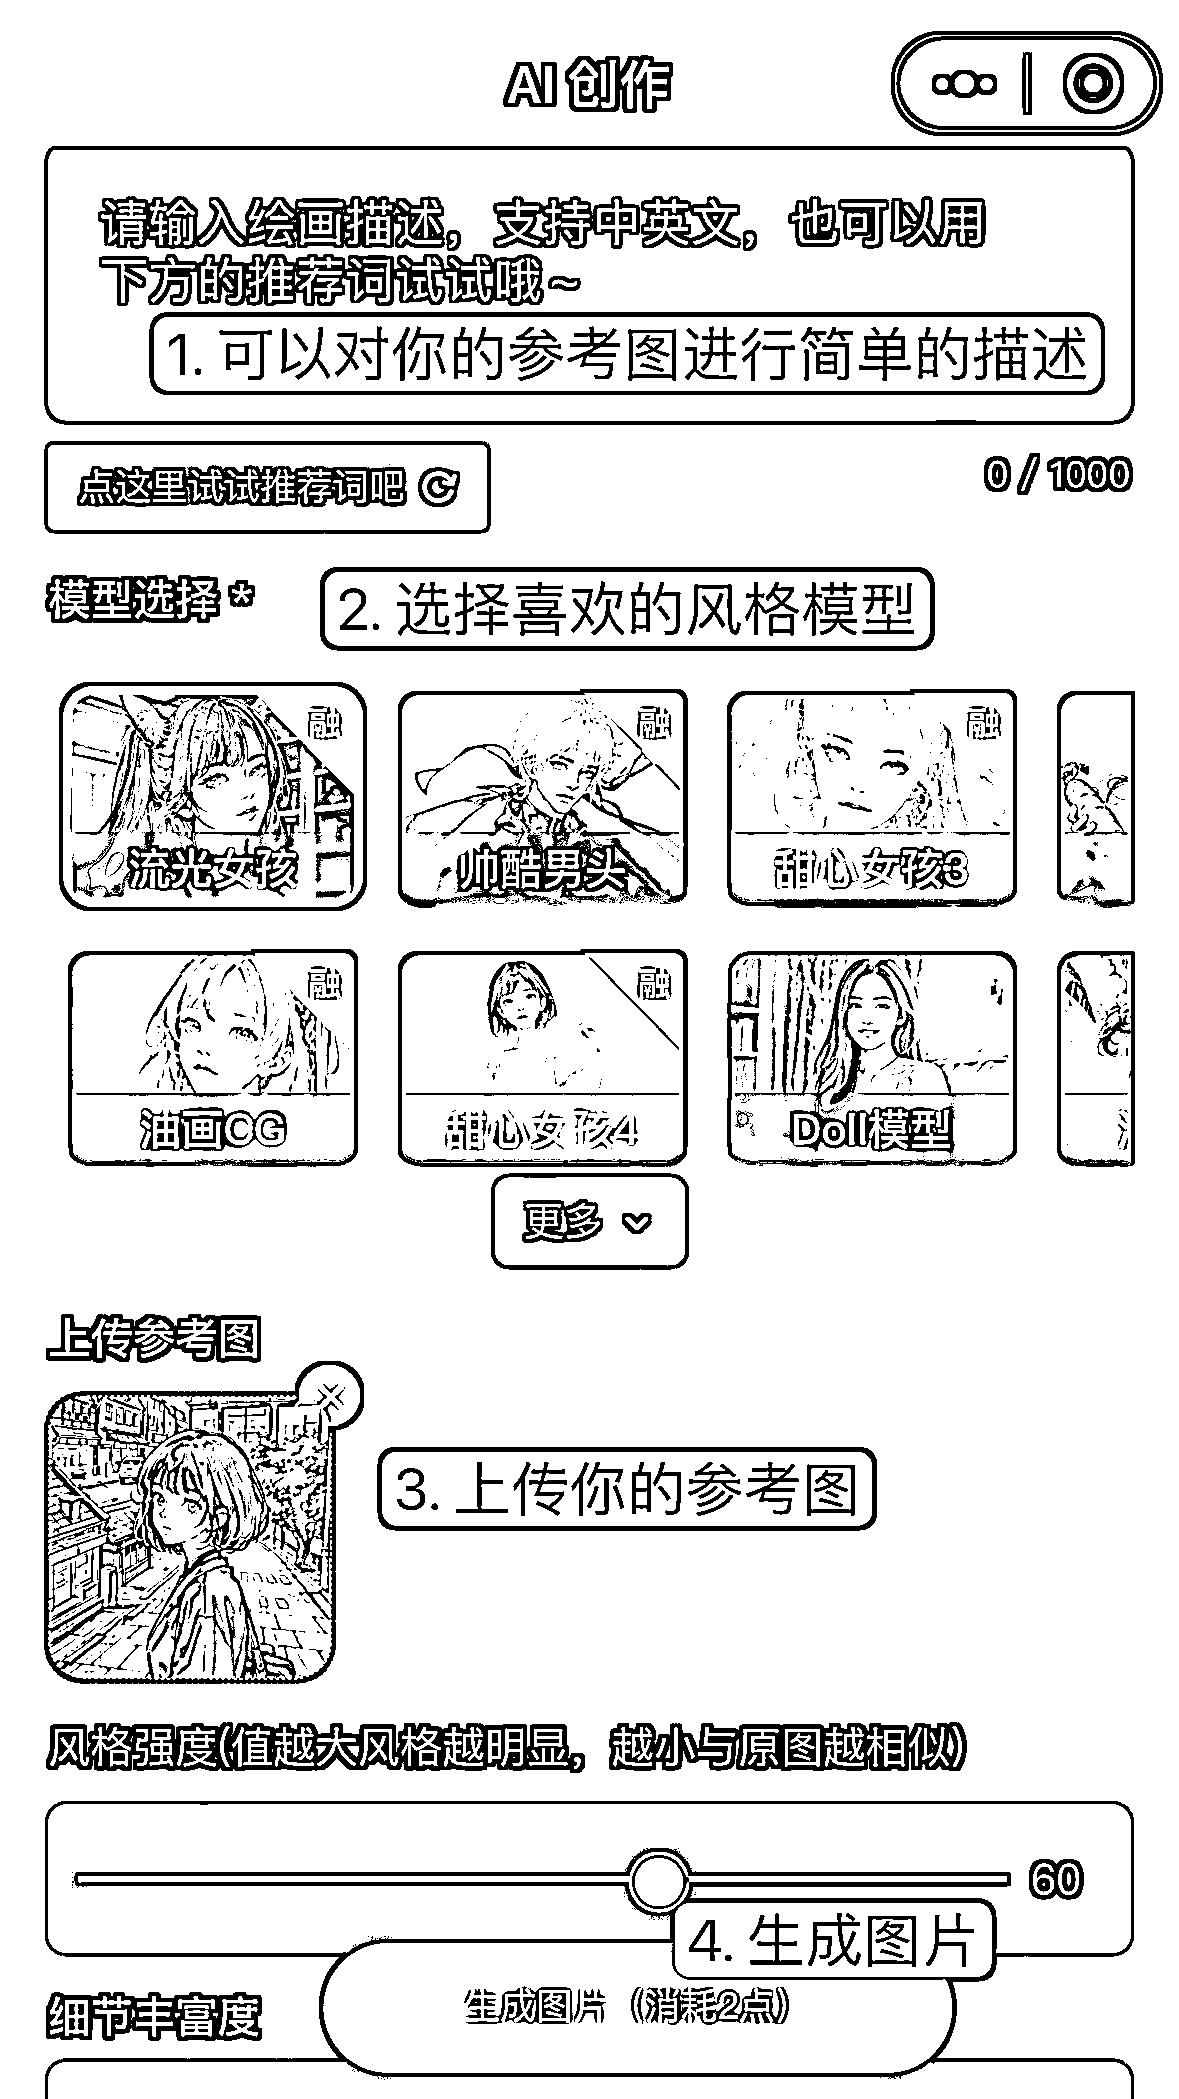 AI 创作
请输入绘画描述，支持中英文，也可以用
下方的推荐词试试哦~
1. 可以对你的参考图进行简单的描述
点这里试试推荐词吧
0 / 1000
模型选择 *
2. 选择喜欢的风格模型
融
融
融
流光女孩
帅酷男头
甜心女孩3
融
融
油画CG
甜心女孩4
Doll模型
更多
上传参考图
3. 上传你的参考图
风格强度(值越大风格越明显，越小与原图越相似)
60
4. 生成图片
生成图片（消耗2点）
细节丰富度